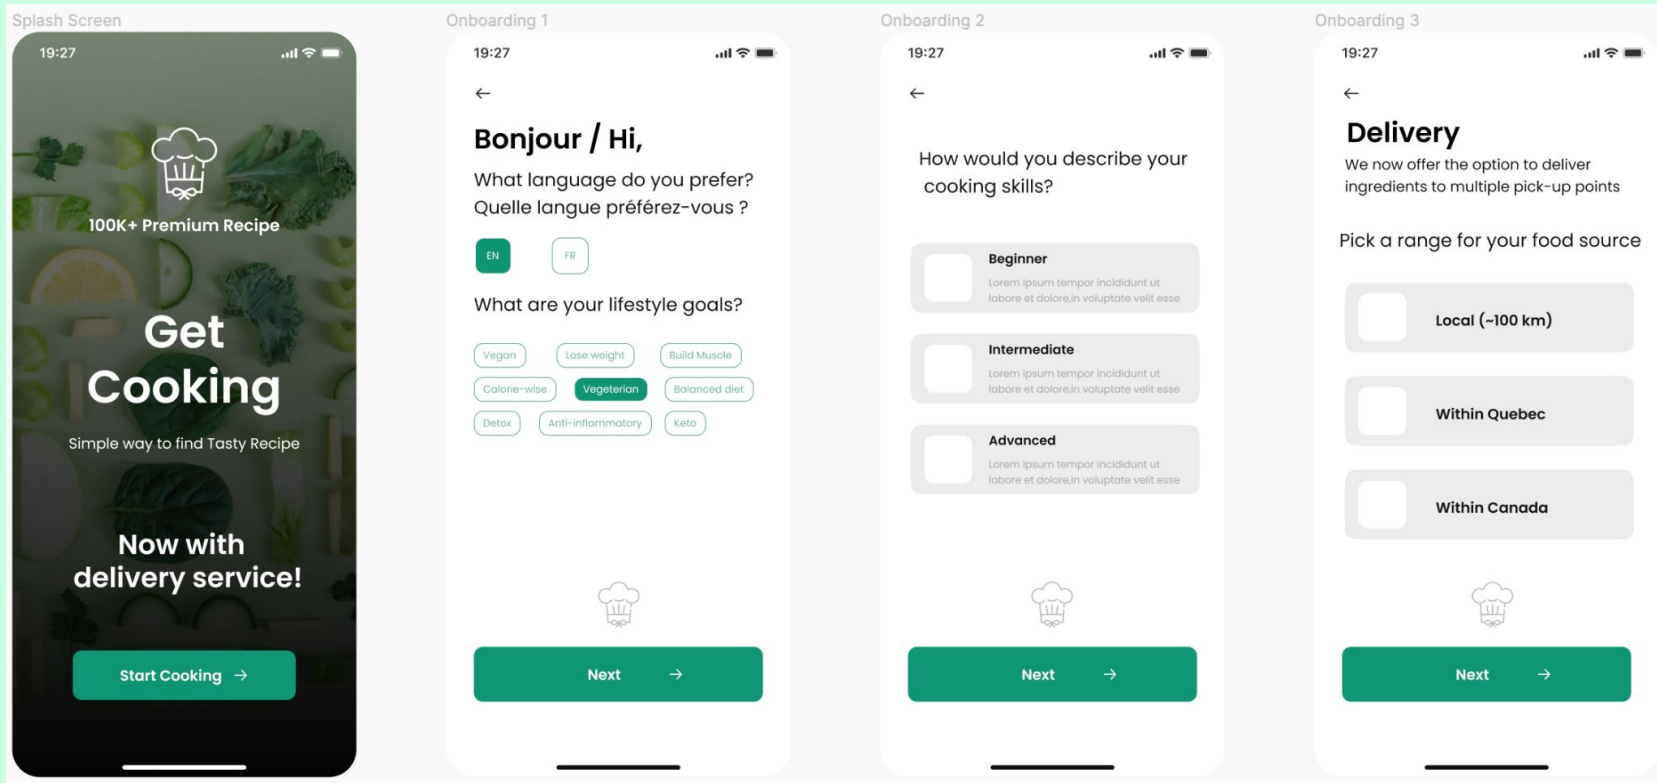 Splash Screen
19:27
100K+ Premium Recipe
Get
Cooking
Simple way to find Tasty Recipe
Now with
delivery service!
Start Cooking →
Onboarding 1
19:27
←
Bonjour / Hi,
What language do you prefer?
Quelle langue préférez-vous ?
EN FR
What are your lifestyle goals?
Vegan Lose weight Build Muscle
Calorie-wise Vegeterian Balanced diet
Detox Anti-inflammatory Keto
Next →
Onboarding 2
19:27
←
How would you describe your
cooking skills?
Beginner
Lorem Ipsum tempor incididunt ut
labore et dolore,in voluptate velit esse
Intermediate
Lorem Ipsum tempor incididunt ut
labore et dolore,in voluptate velit esse
Advanced
Lorem Ipsum tempor incididunt ut
labore et dolore,in voluptate velit esse
Next →
Onboarding 3
19:27
←
Delivery
We now offer the option to deliver
ingredients to multiple pick-up points
Pick a range for your food source
Local (~100 km)
Within Quebec
Within Canada
Next →